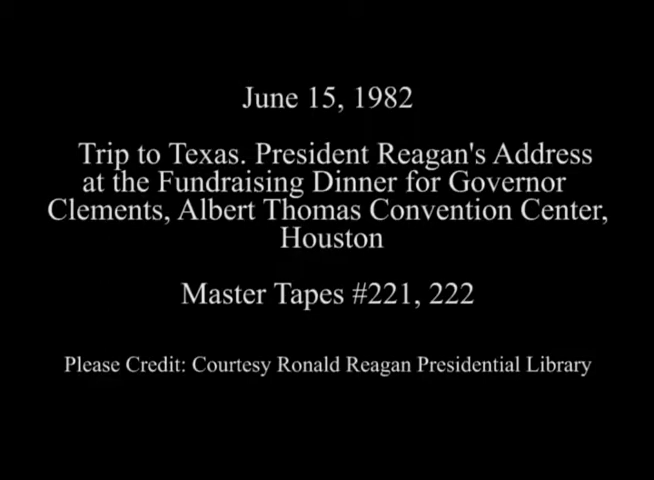 June 15, 1982
Trip to Texas. President Reagan's Address
at the Fundraising Dinner for Governor
Clements, Albert Thomas Convention Center,
Houston
Master Tapes #221, 222
Please Credit: Courtesy Ronald Reagan Presidential Library